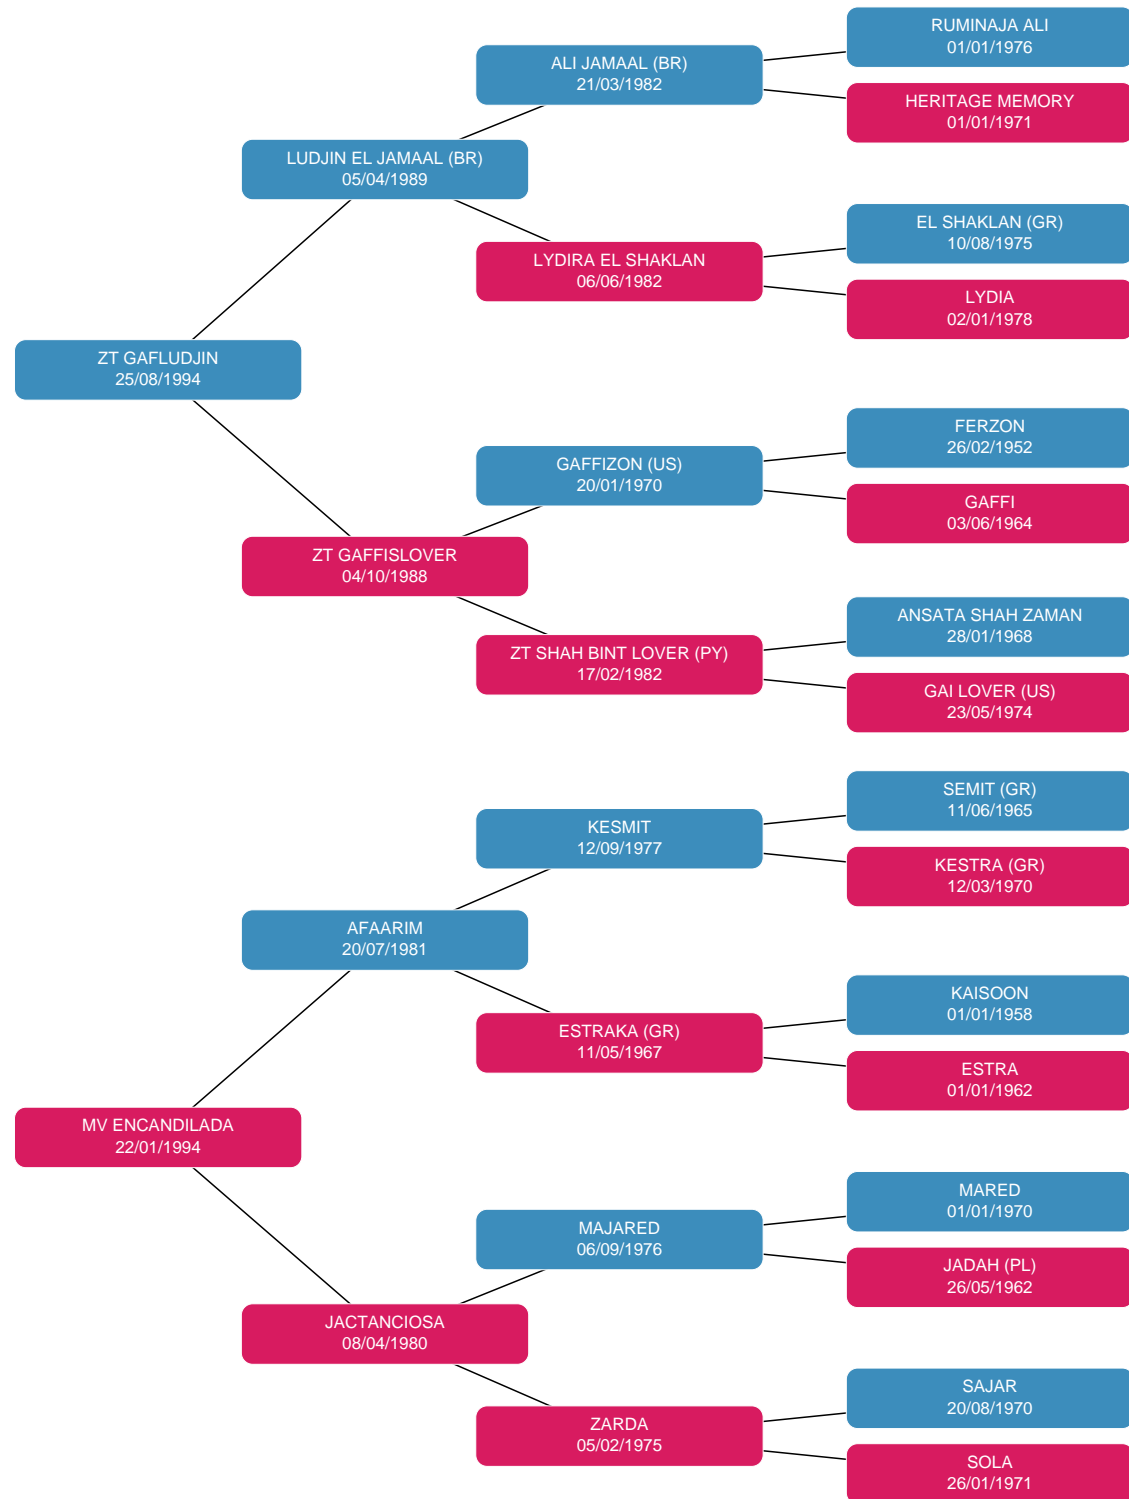 RUMINAJA ALI
01/01/1976
ALI JAMAAL (BR)
21/03/1982
HERITAGE MEMORY
01/01/1971
LUDJIN EL JAMAAL (BR)
05/04/1989
EL SHAKLAN (GR)
10/08/1975
LYDIRA EL SHAKLAN
06/06/1982
LYDIA
02/01/1978
ZT GAFLUDJIN
25/08/1994
FERZON
26/02/1952
GAFFIZON (US)
20/01/1970
GAFFI
03/06/1964
ZT GAFFISLOVER
04/10/1988
ANSATA SHAH ZAMAN
28/01/1968
ZT SHAH BINT LOVER (PY)
17/02/1982
GAI LOVER (US)
23/05/1974
SEMIT (GR)
11/06/1965
KESMIT
12/09/1977
KESTRA (GR)
12/03/1970
AFAARIM
20/07/1981
KAISOON
01/01/1958
ESTRAKA (GR)
11/05/1967
ESTRA
01/01/1962
MV ENCANDILADA
22/01/1994
MARED
01/01/1970
MAJARED
06/09/1976
JADAH (PL)
26/05/1962
JACTANCIOSA
08/04/1980
SAJAR
20/08/1970
ZARDA
05/02/1975
SOLA
26/01/1971